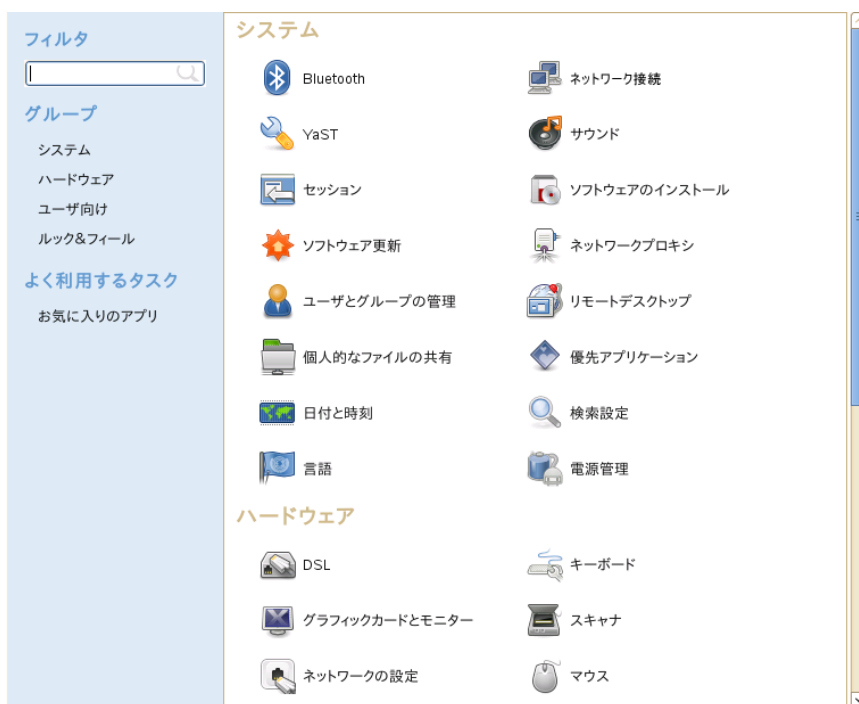 フィルタ
グループ
システム
ハードウェア
ユーザ向け
ルック&フィール
よく利用するタスク
お気に入りのアプリ
システム
Bluetooth
ネットワーク接続
YaST
サウンド
セッション
ソフトウェアのインストール
ソフトウェア更新
ネットワークプロキシ
ユーザとグループの管理
リモートデスクトップ
個人的なファイルの共有
優先アプリケーション
日付と時刻
検索設定
言語
電源管理
ハードウェア
DSL
キーボード
グラフィックカードとモニター
スキャナ
ネットワークの設定
マウス